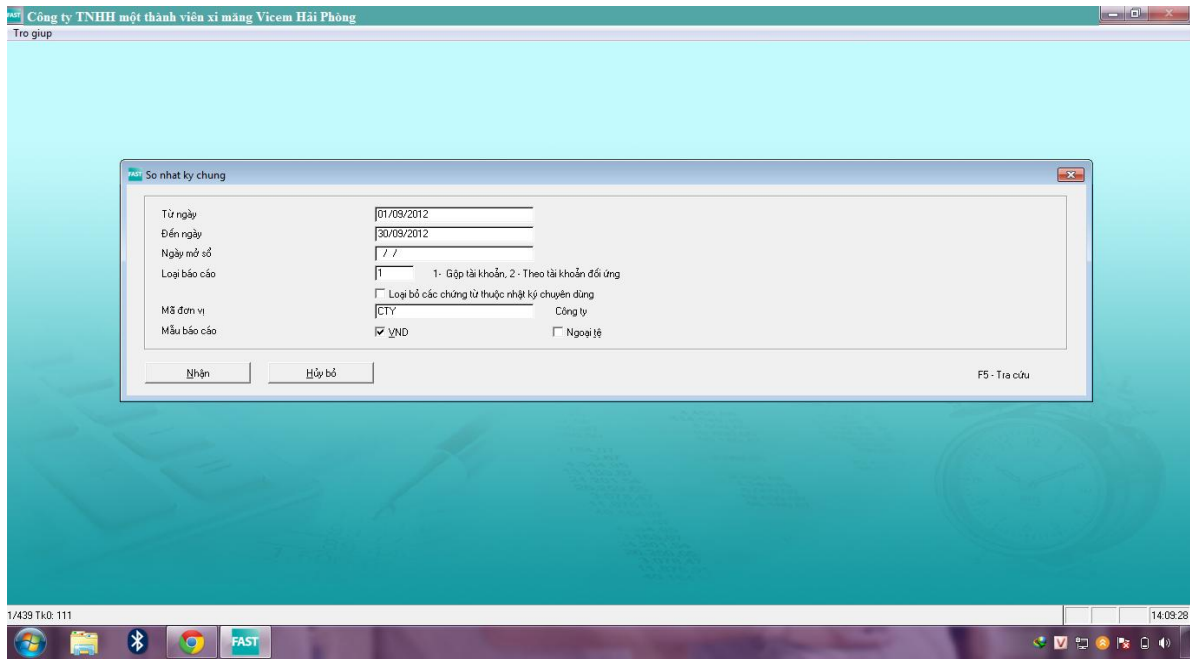 FAST Công ty TNHH một thành viên xi măng Vicem Hải Phòng
Tro giup
FAST So nhat ky chung
Từ ngày 01/09/2012
Đến ngày 30/09/2012
Ngày mở sổ / /
Loại báo cáo 1 1- Gộp tài khoản, 2 - Theo tài khoản đối ứng
Loại bỏ các chứng từ thuộc nhật ký chuyên dùng
Mã đơn vị CTY Công ty
Mẫu báo cáo VND Ngoại tệ
Nhận Hủy bỏ F5 - Tra cứu
1/439 Tk0: 111 14:09:28
FAST V